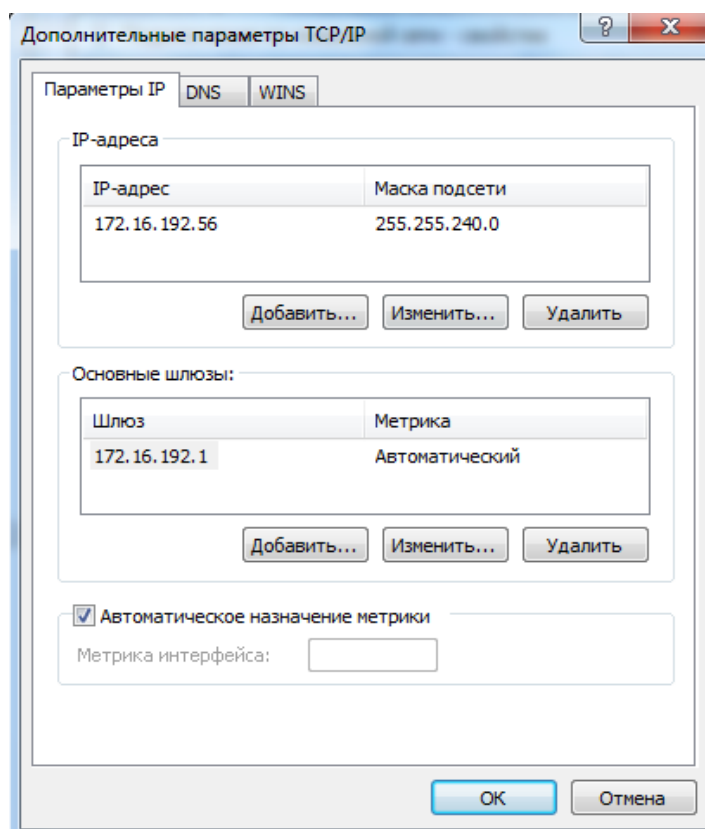 Дополнительные параметры TCP/IP
Параметры IP DNS WINS
IP-адреса
IP-адрес Маска подсети
172.16.192.56 255.255.240.0
Добавить... Изменить... Удалить
Основные шлюзы:
Шлюз Метрика
172.16.192.1 Автоматический
Добавить... Изменить... Удалить
Автоматическое назначение метрики
Метрика интерфейса:
ОК Отмена